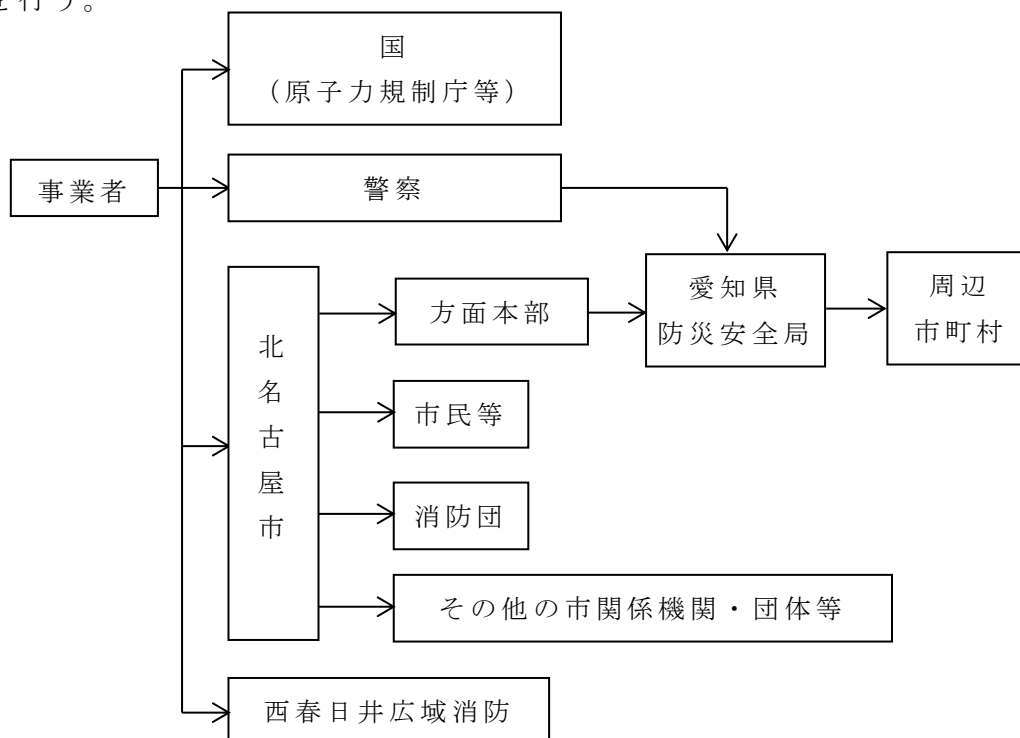 を行う。
国
（原子力規制庁等）
事業者
警察
愛知県
防災安全局
周辺
市町村
方面本部
北名古屋市
市民等
消防団
その他の市関係機関・団体等
西春日井広域消防